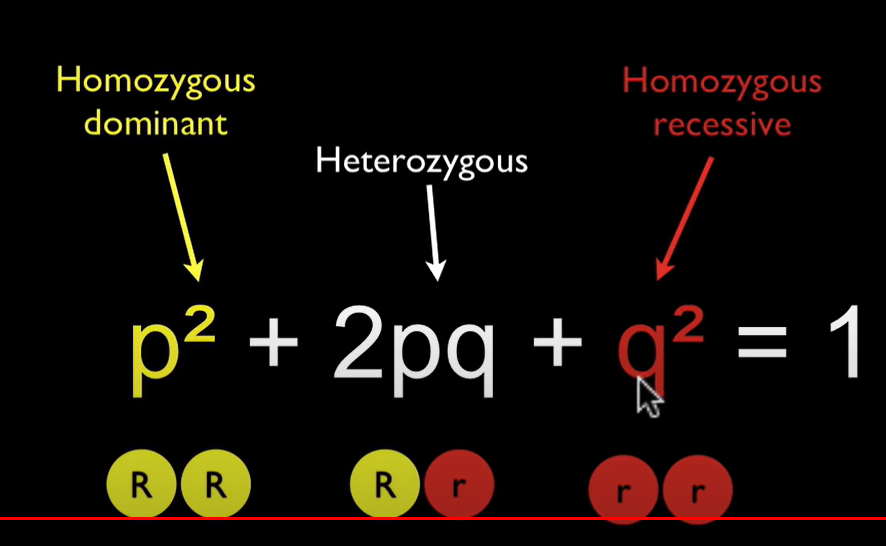 Homozygous
dominant
Heterozygous
Homozygous
recessive
p² + 2pq + q² = 1
R R R r r r